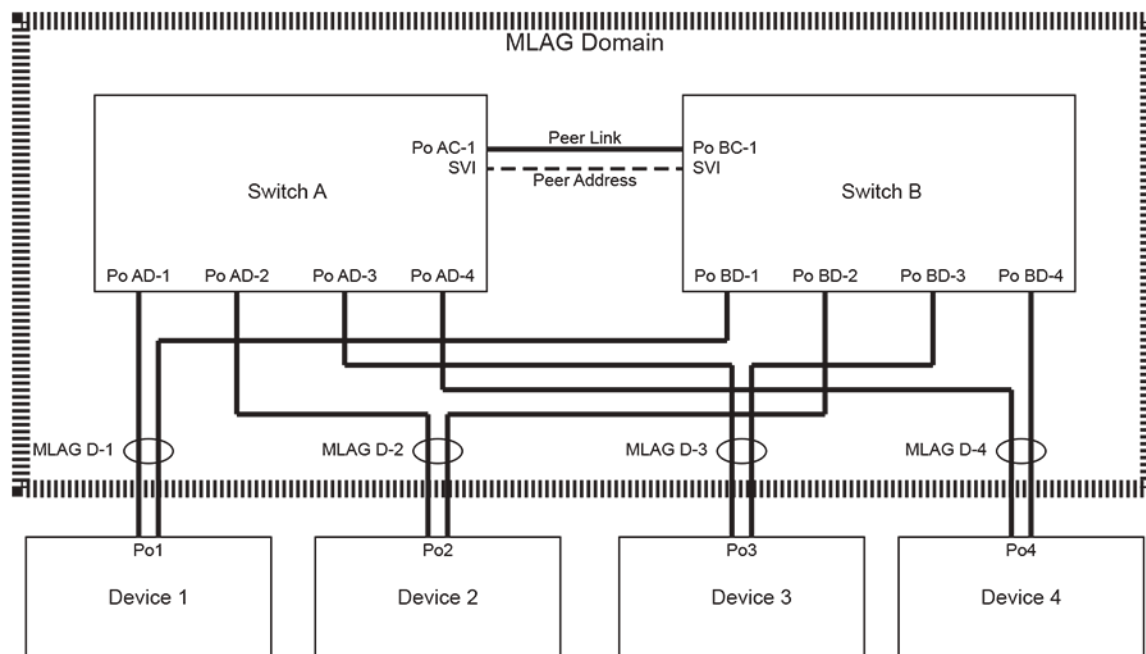 MLAG Domain
Po AC-1
Peer Link
Po BC-1
SVI
Peer Address
SVI
Switch A
Switch B
Po AD-1
Po AD-2
Po AD-3
Po AD-4
Po BD-1
Po BD-2
Po BD-3
Po BD-4
MLAG D-1
MLAG D-2
MLAG D-3
MLAG D-4
Po1
Po2
Po3
Po4
Device 1
Device 2
Device 3
Device 4